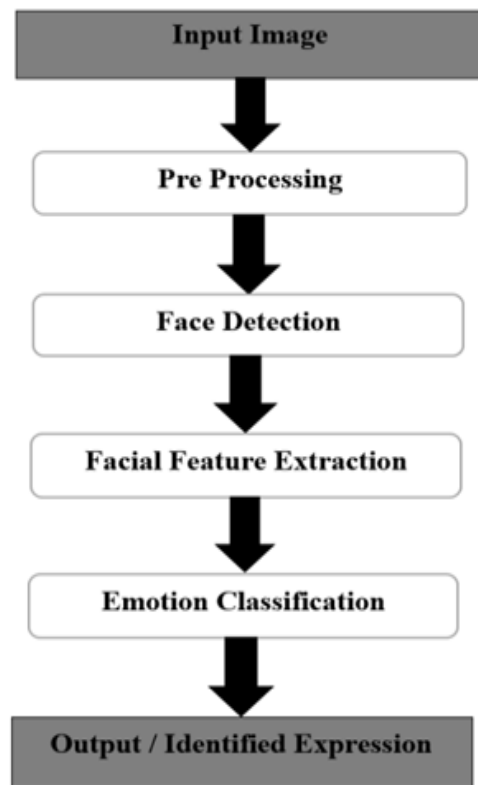 Input Image
Pre Processing
Face Detection
Facial Feature Extraction
Emotion Classification
Output / Identified Expression